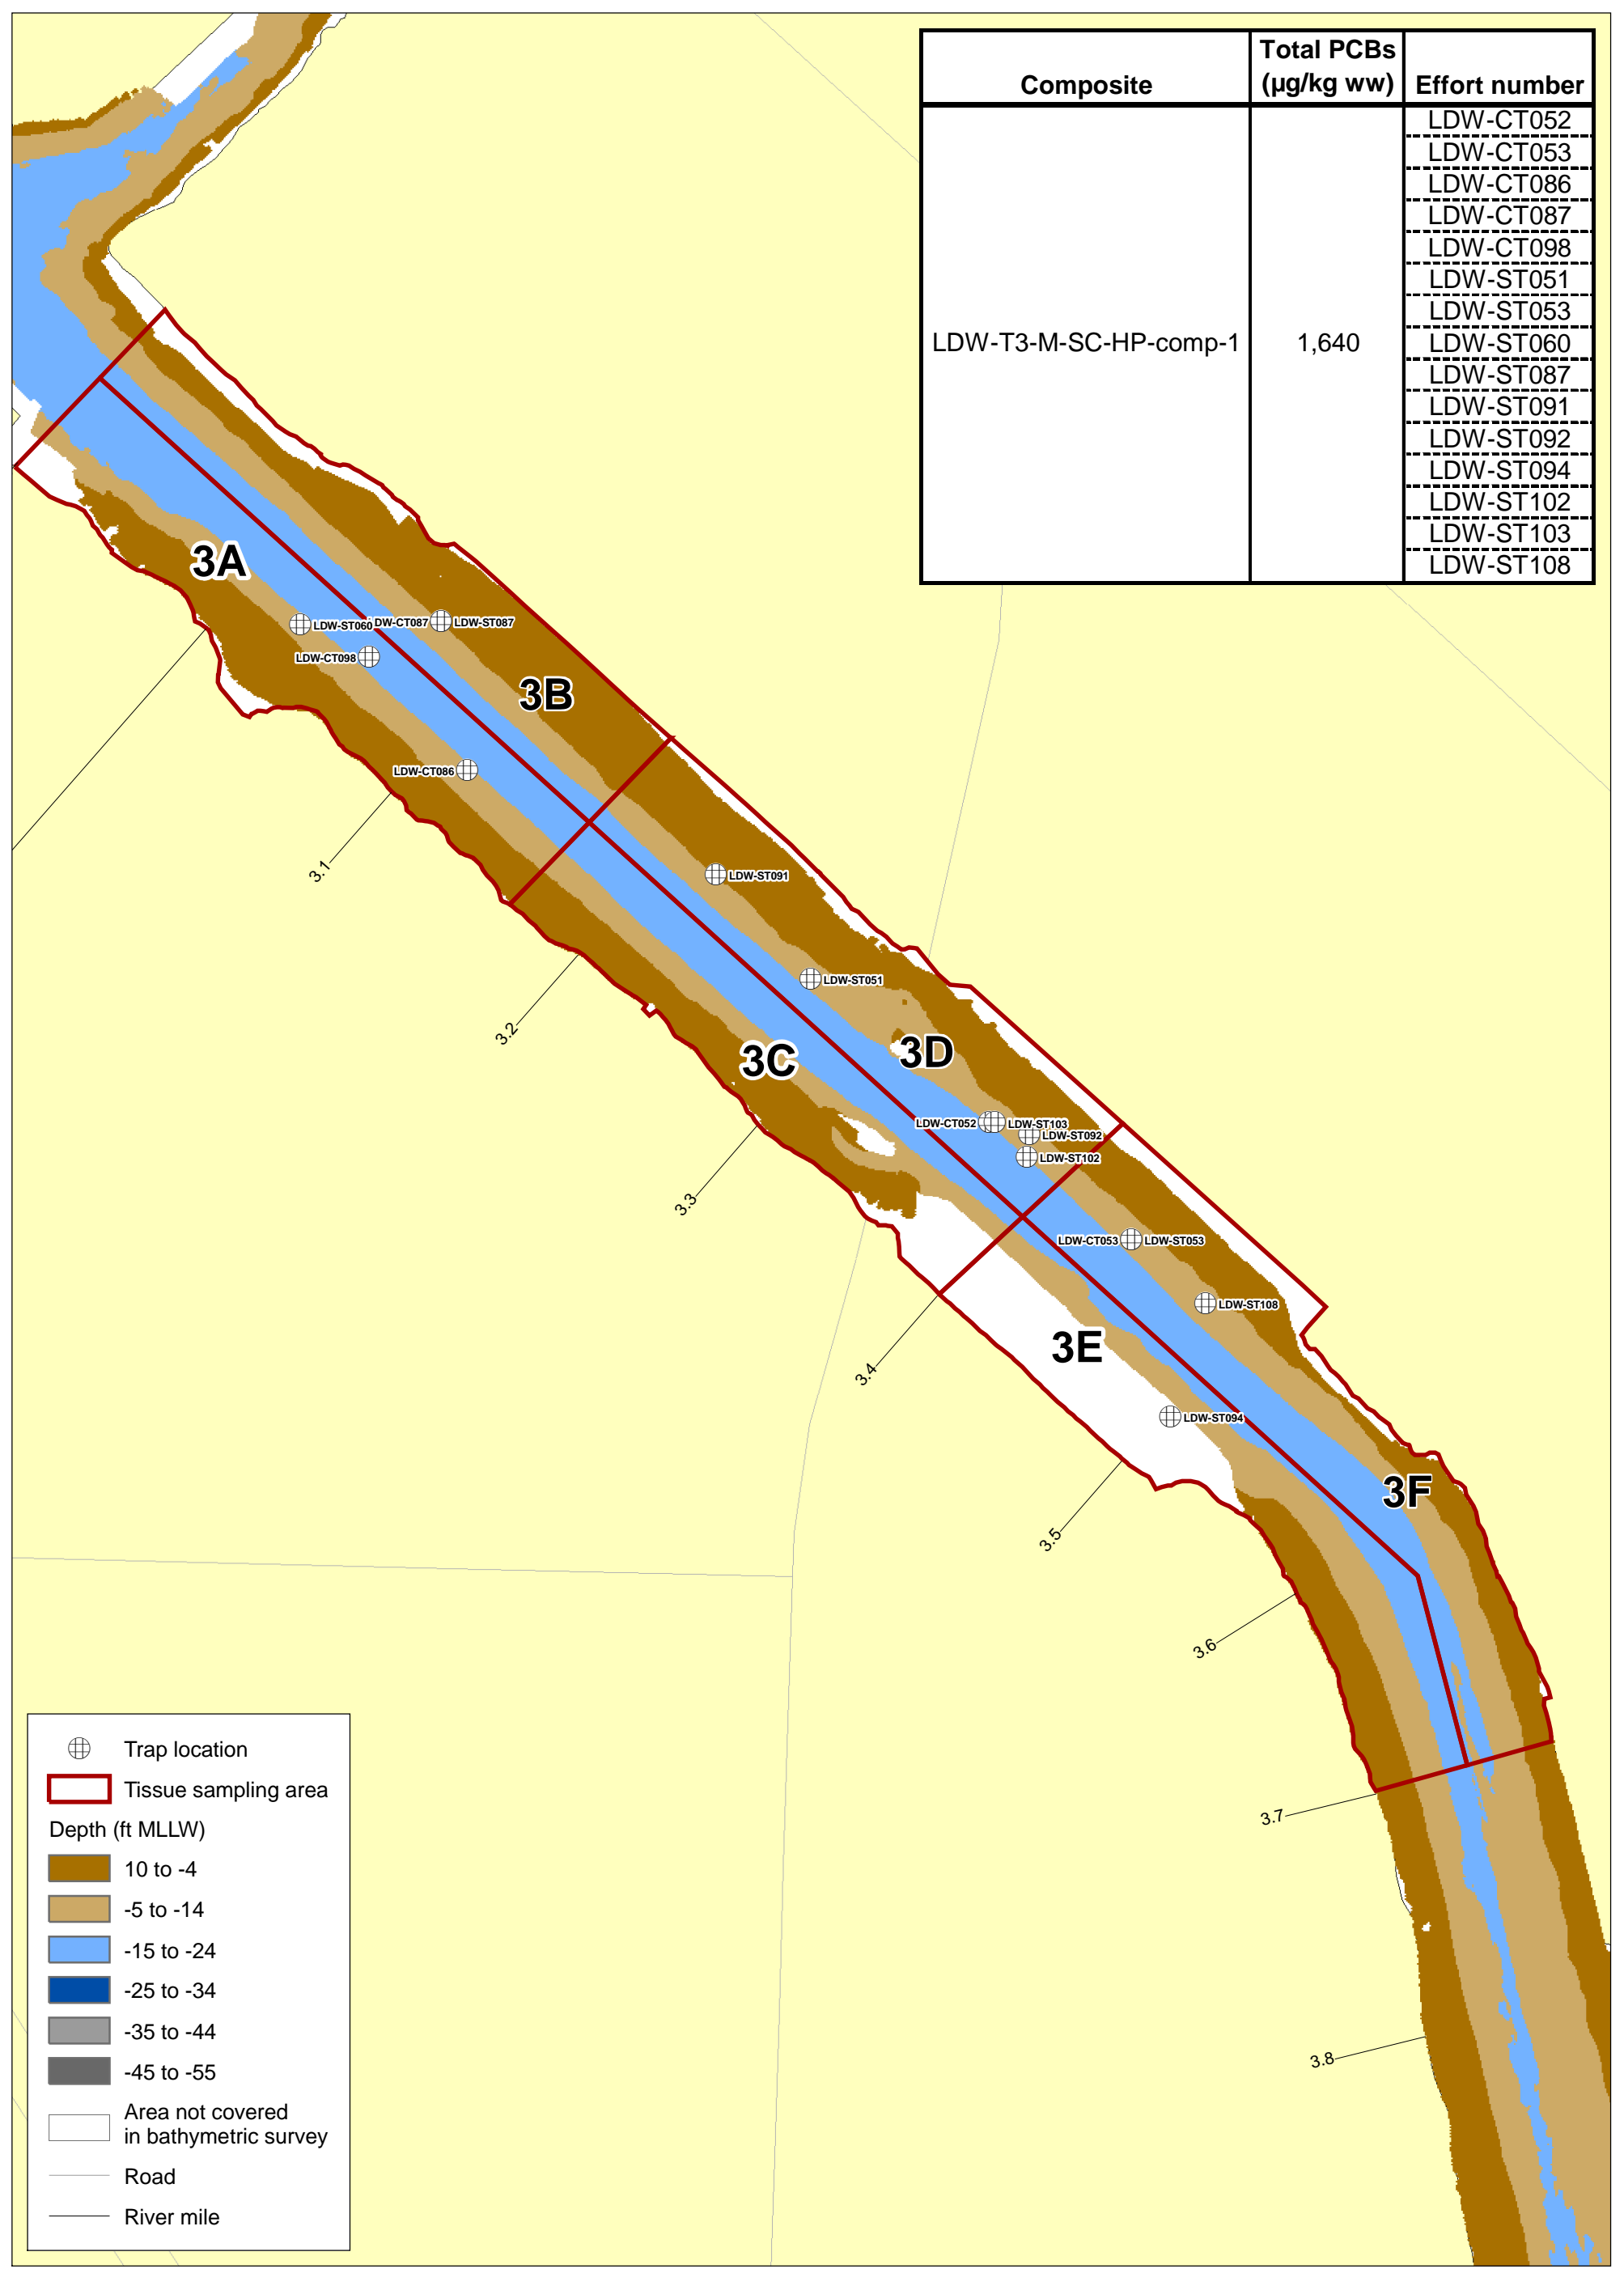 Composite
Total PCBs
(µg/kg ww)
Effort number
LDW-T3-M-SC-HP-comp-1
1,640
LDW-CT052
LDW-CT053
LDW-CT086
LDW-CT087
LDW-CT098
LDW-ST051
LDW-ST053
LDW-ST060
LDW-ST087
LDW-ST091
LDW-ST092
LDW-ST094
LDW-ST102
LDW-ST103
LDW-ST108
3A
LDW-ST060
DW-CT087
LDW-ST087
LDW-CT098
3B
LDW-CT086
3.1
LDW-ST091
LDW-ST051
3.2
3C
3D
LDW-CT052
LDW-ST103
LDW-ST092
LDW-ST102
3.3
LDW-CT053
LDW-ST053
LDW-ST108
3E
3.4
LDW-ST094
3F
3.5
3.6
3.7
3.8
Trap location
Tissue sampling area
Depth (ft MLLW)
10 to -4
-5 to -14
-15 to -24
-25 to -34
-35 to -44
-45 to -55
Area not covered
in bathymetric survey
Road
River mile